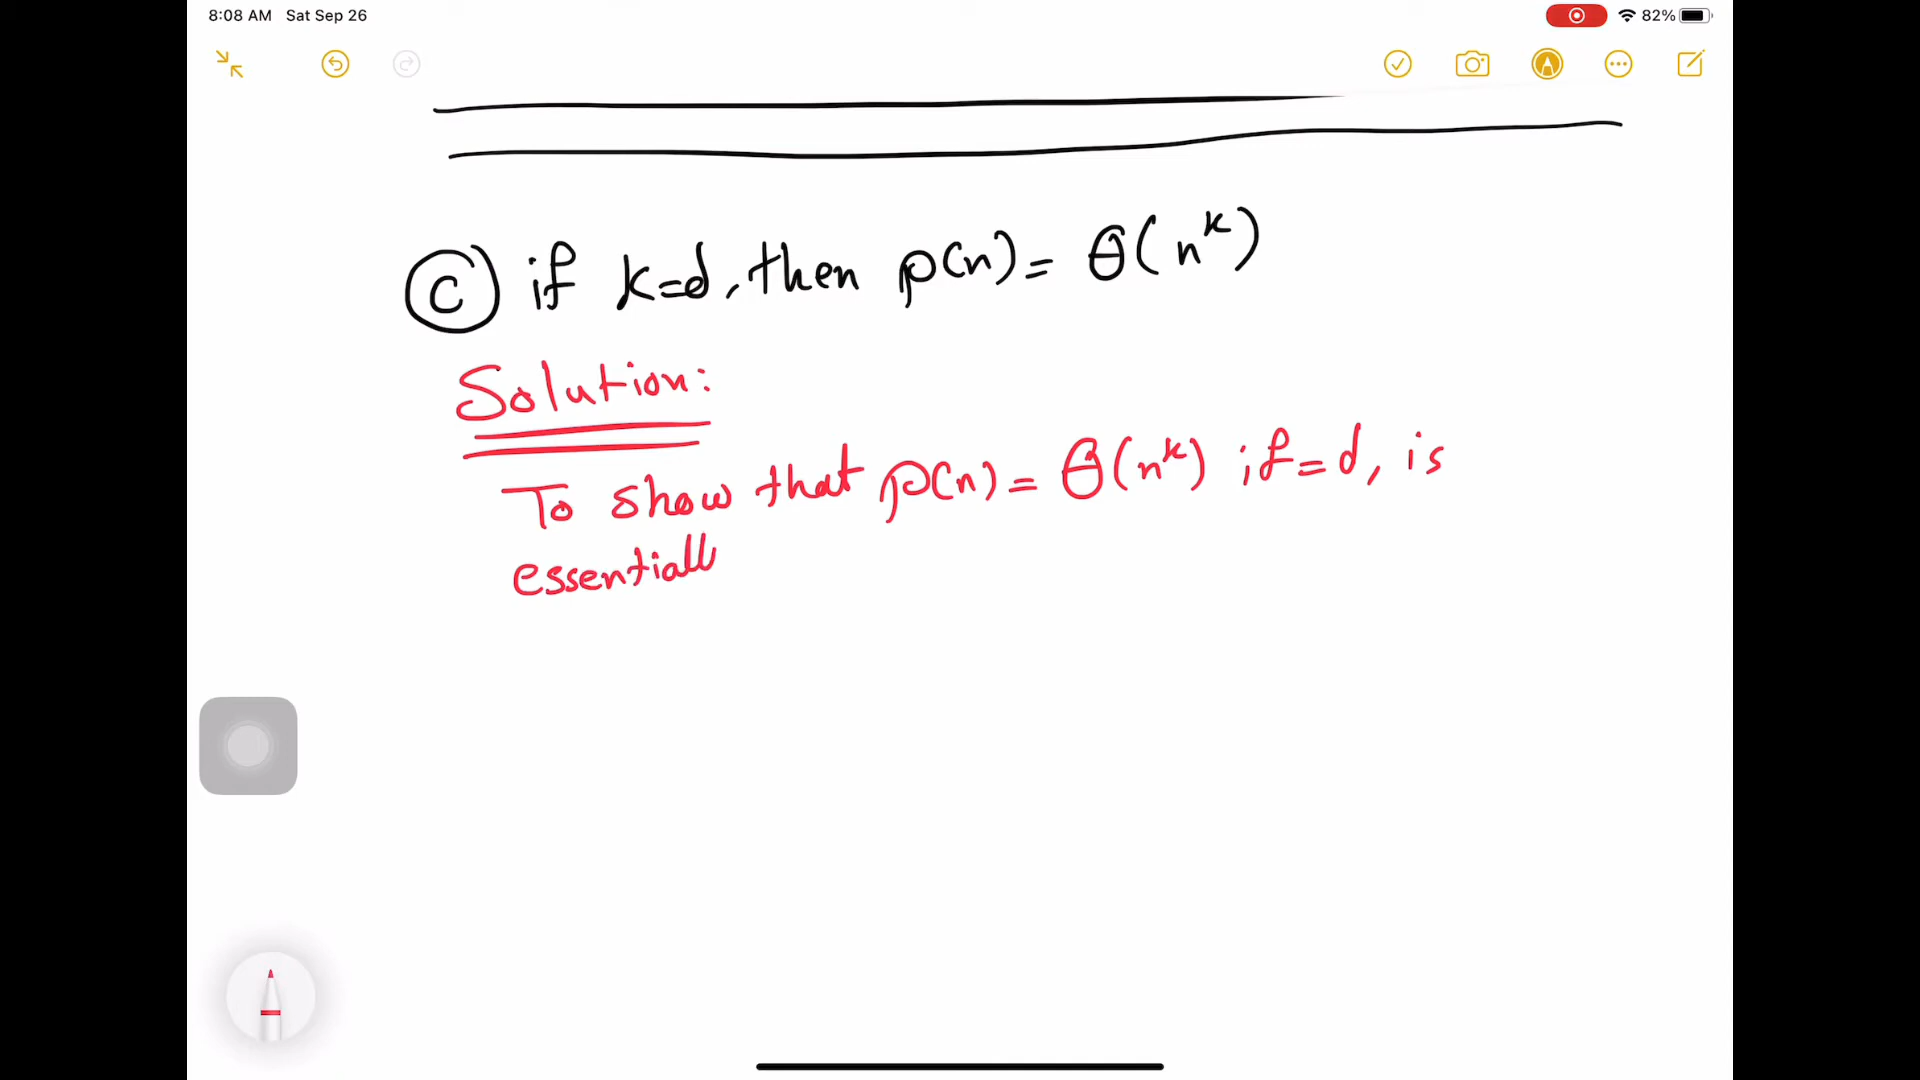 8:08 AM Sat Sep 26
82%
C if k=d, then p(n)= θ(n^k)
Solution:
To show that p(n)= θ(n^k) if=d, is
essentiall